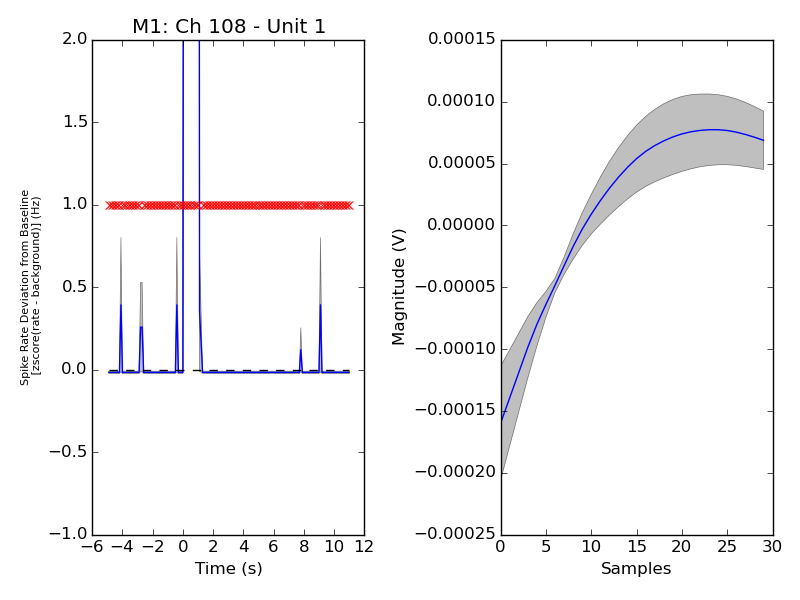 M1: Ch 108 - Unit 1
2.0
1.5
1.0
0.5
0.0
−0.5
−1.0
−6 −4 −2 0 2 4 6 8 10 12
Time (s)
Spike Rate Deviation from Baseline
[zscore(rate - background)] (Hz)
0.00015
0.00010
0.00005
0.00000
−0.00005
−0.00010
−0.00015
−0.00020
−0.00025
0 5 10 15 20 25 30
Samples
Magnitude (V)